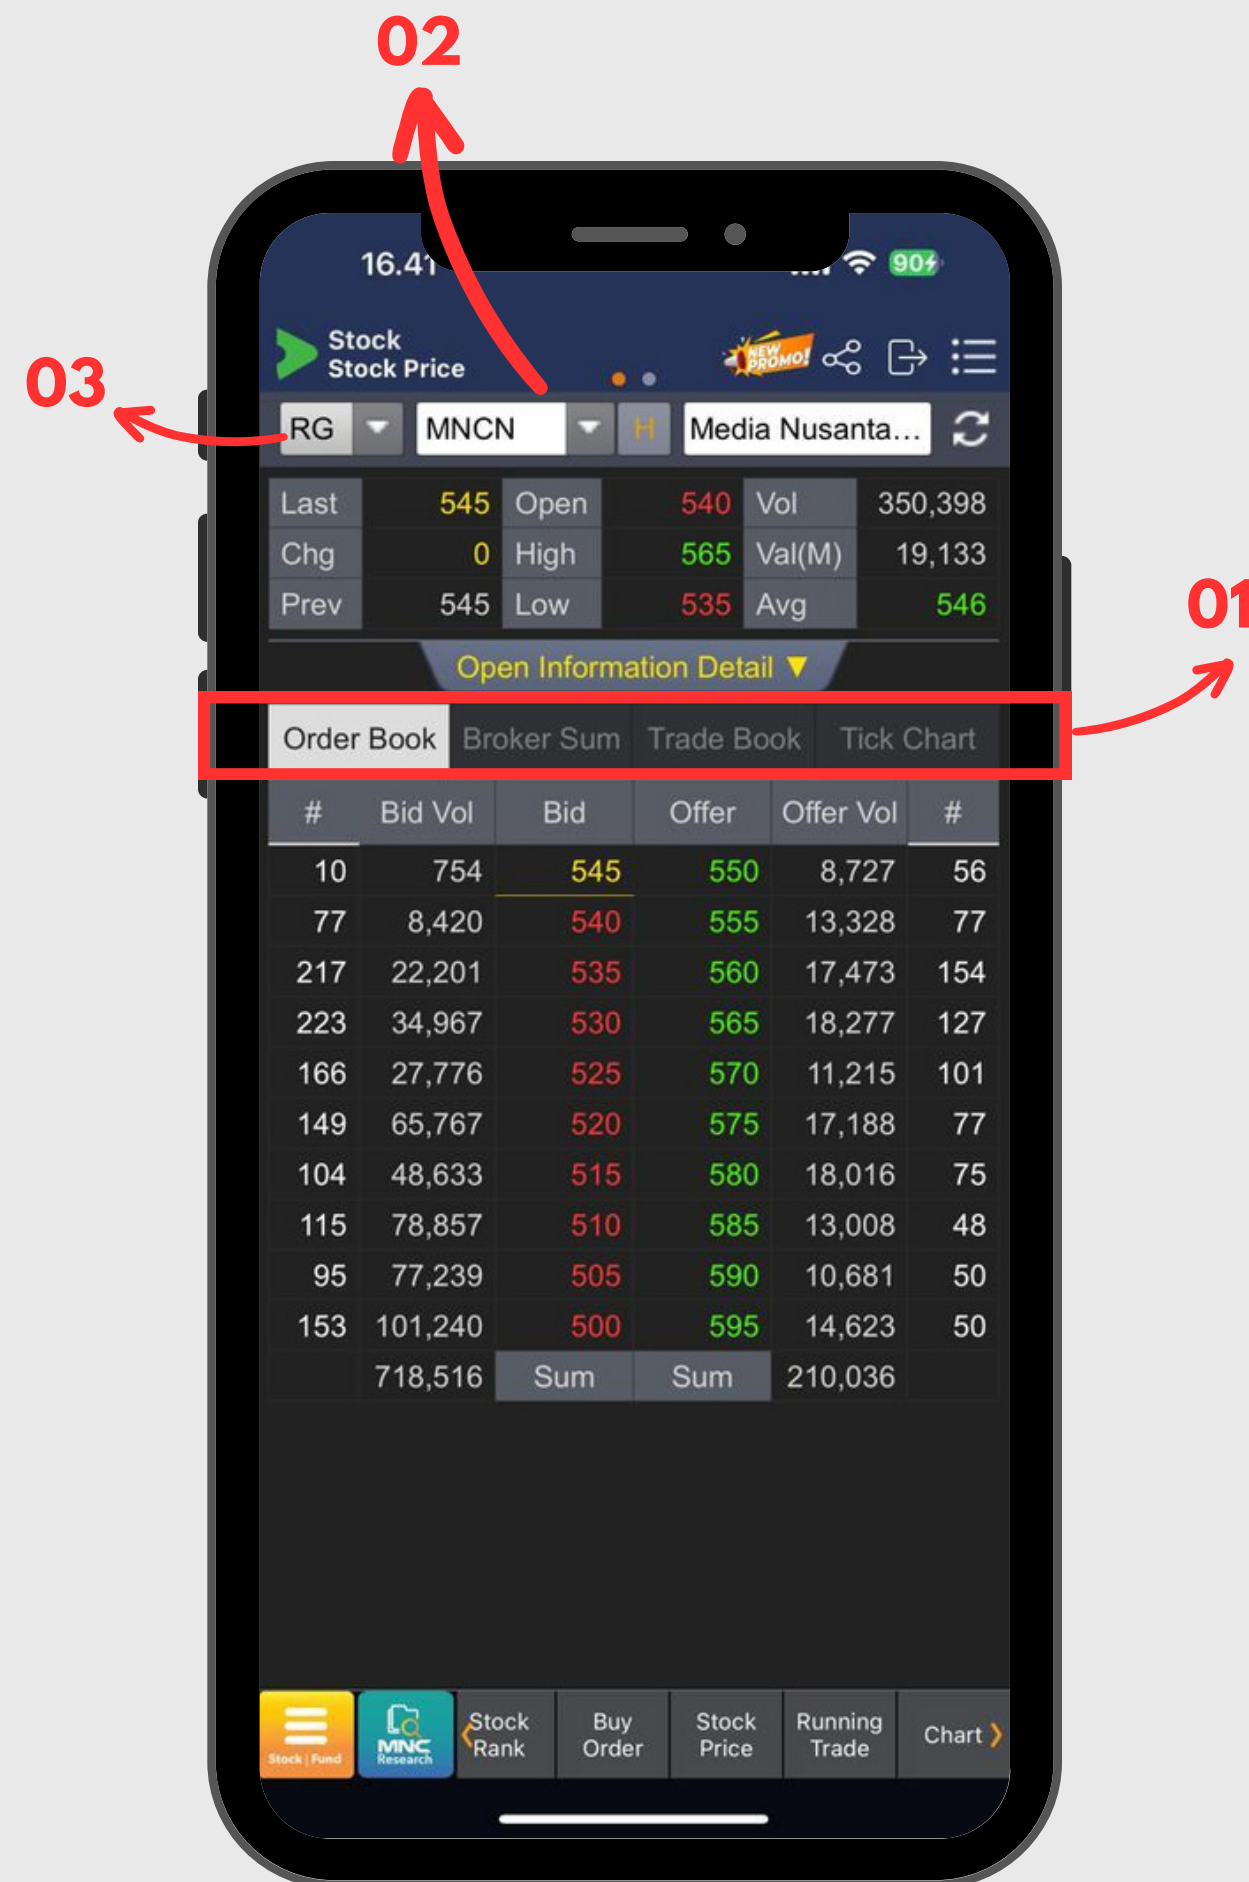 02
16.41
90
Stock
Stock Price
NEW PROMO!
03
RG MNCN H Media Nusanta...
Last 545 Open 540 Vol 350,398
Chg 0 High 565 Val(M) 19,133
Prev 545 Low 535 Avg 546
01
Open Information Detail ▼
Order Book Broker Sum Trade Book Tick Chart
# Bid Vol Bid Offer Offer Vol #
10 754 545 550 8,727 56
77 8,420 540 555 13,328 77
217 22,201 535 560 17,473 154
223 34,967 530 565 18,277 127
166 27,776 525 570 11,215 101
149 65,767 520 575 17,188 77
104 48,633 515 580 18,016 75
115 78,857 510 585 13,008 48
95 77,239 505 590 10,681 50
153 101,240 500 595 14,623 50
718,516 Sum Sum 210,036
Stock | Fund
MNC
Research
Stock
Rank
Buy
Order
Stock
Price
Running
Trade
Chart